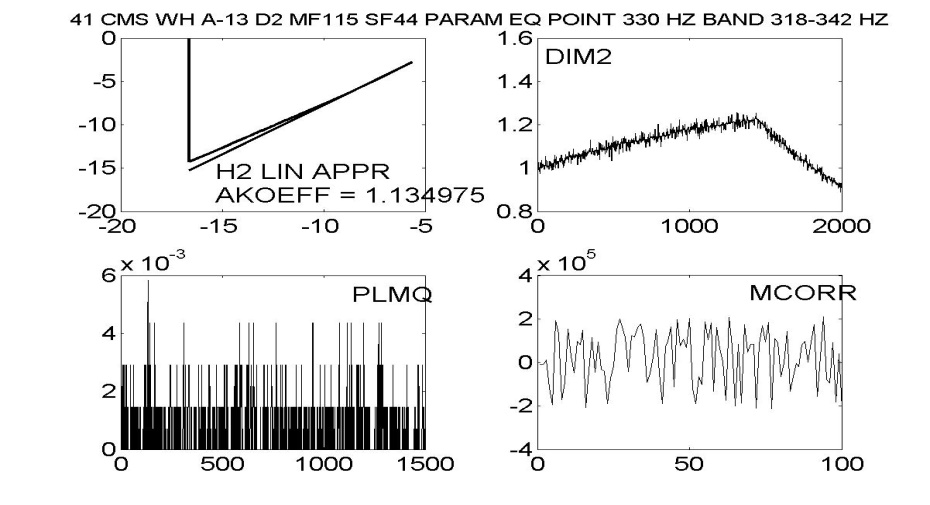 41 CMS WH A-13 D2 MF115 SF44 PARAM EQ POINT 330 HZ BAND 318-342 HZ
0
-5
-10
-15
-20
H2 LIN APPR
AKOEFF = 1.134975
-20 -15 -10 -5
1.6
1.4
1.2
1
0.8
DIM2
0 1000 2000
x 10^-3
6
4
2
0
PLMQ
0 500 1000 1500
x 10^5
4
2
0
-2
-4
MCORR
0 50 100